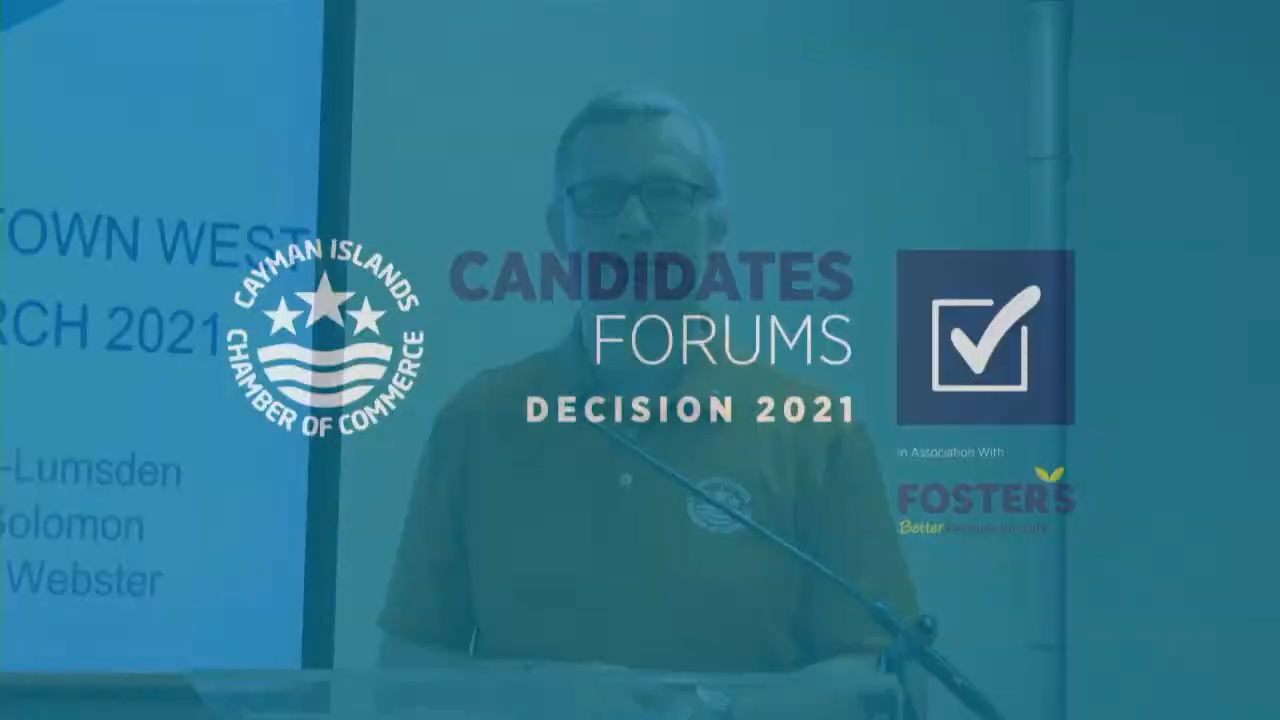 TOWN WEST
RCH 2021
-Lumsden
Solomon
Webster
CAYMAN ISLANDS
CHAMBER OF COMMERCE
CANDIDATES
FORUMS
DECISION 2021
In Association With
FOSTER'S
Better